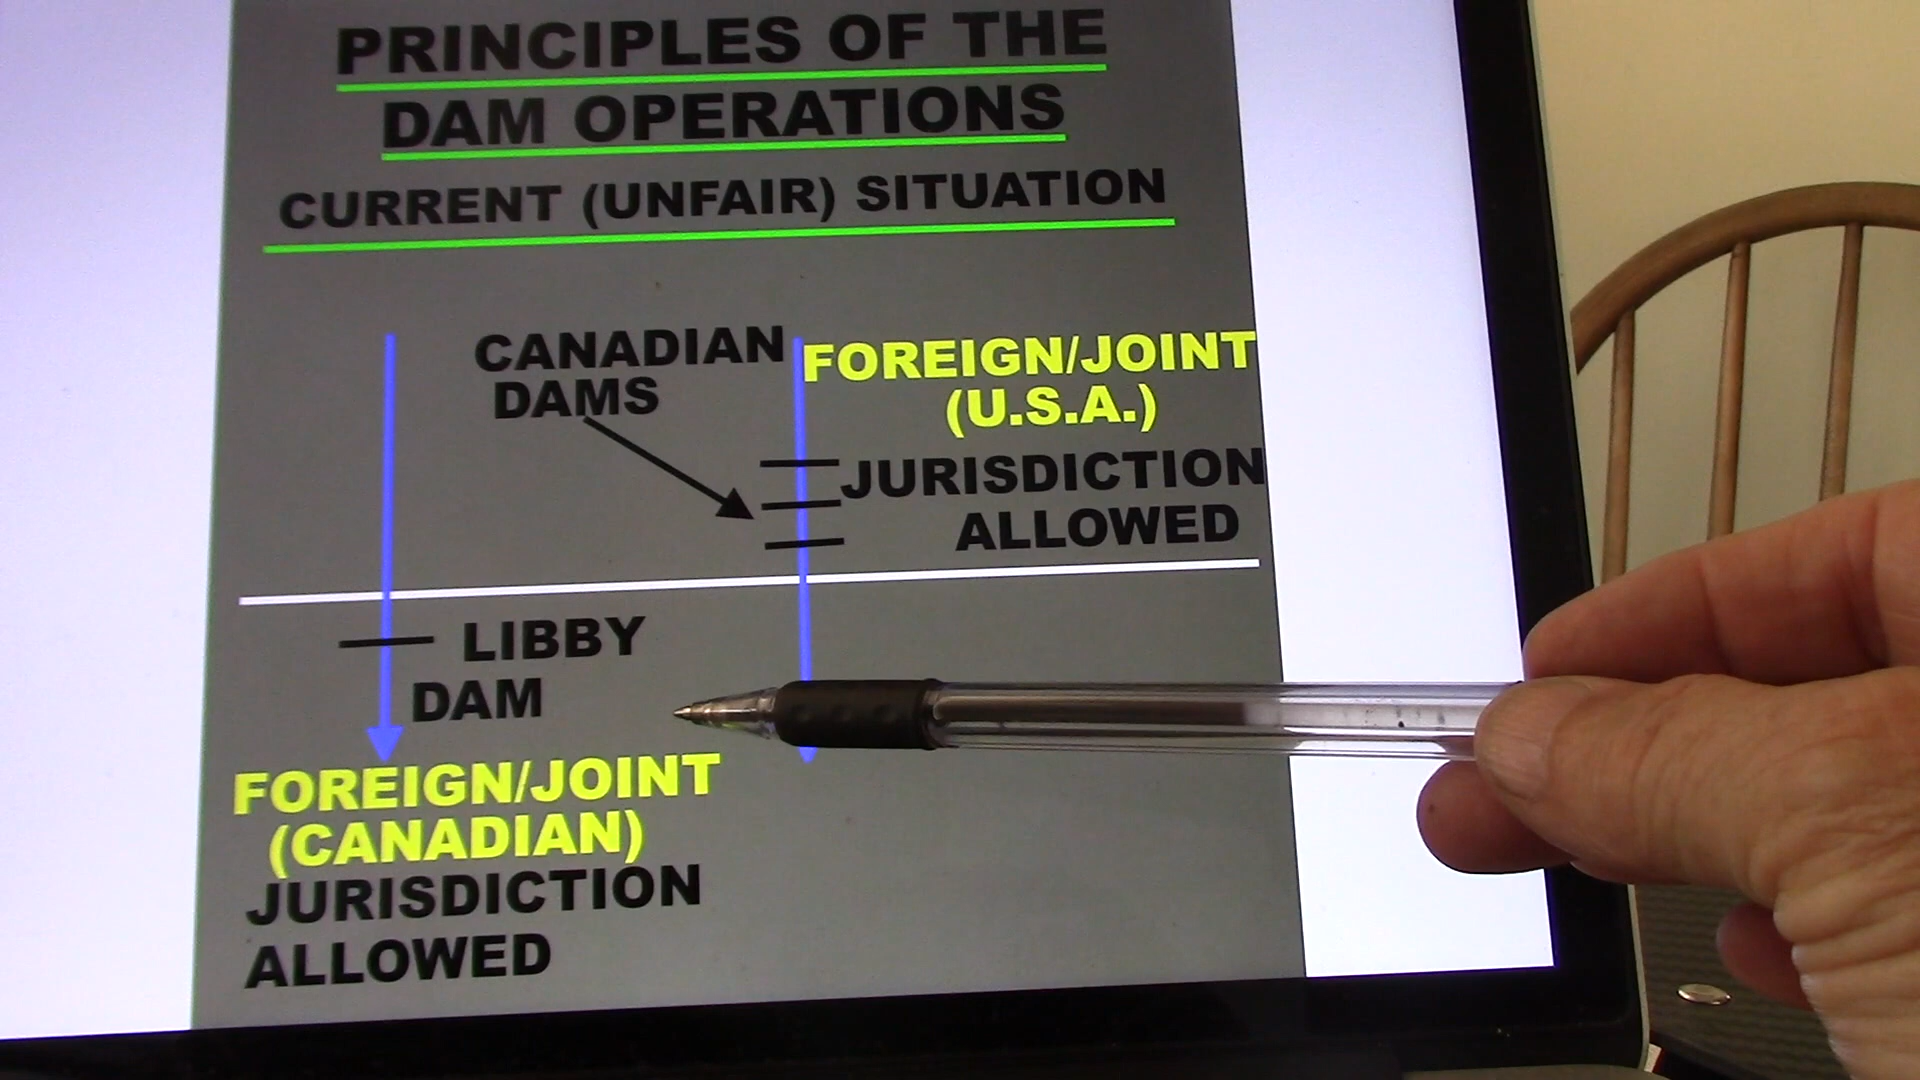 PRINCIPLES OF THE
DAM OPERATIONS
CURRENT (UNFAIR) SITUATION
CANADIAN
DAMS
FOREIGN/JOINT
(U.S.A.)
JURISDICTION
ALLOWED
LIBBY
DAM
FOREIGN/JOINT
(CANADIAN)
JURISDICTION
ALLOWED